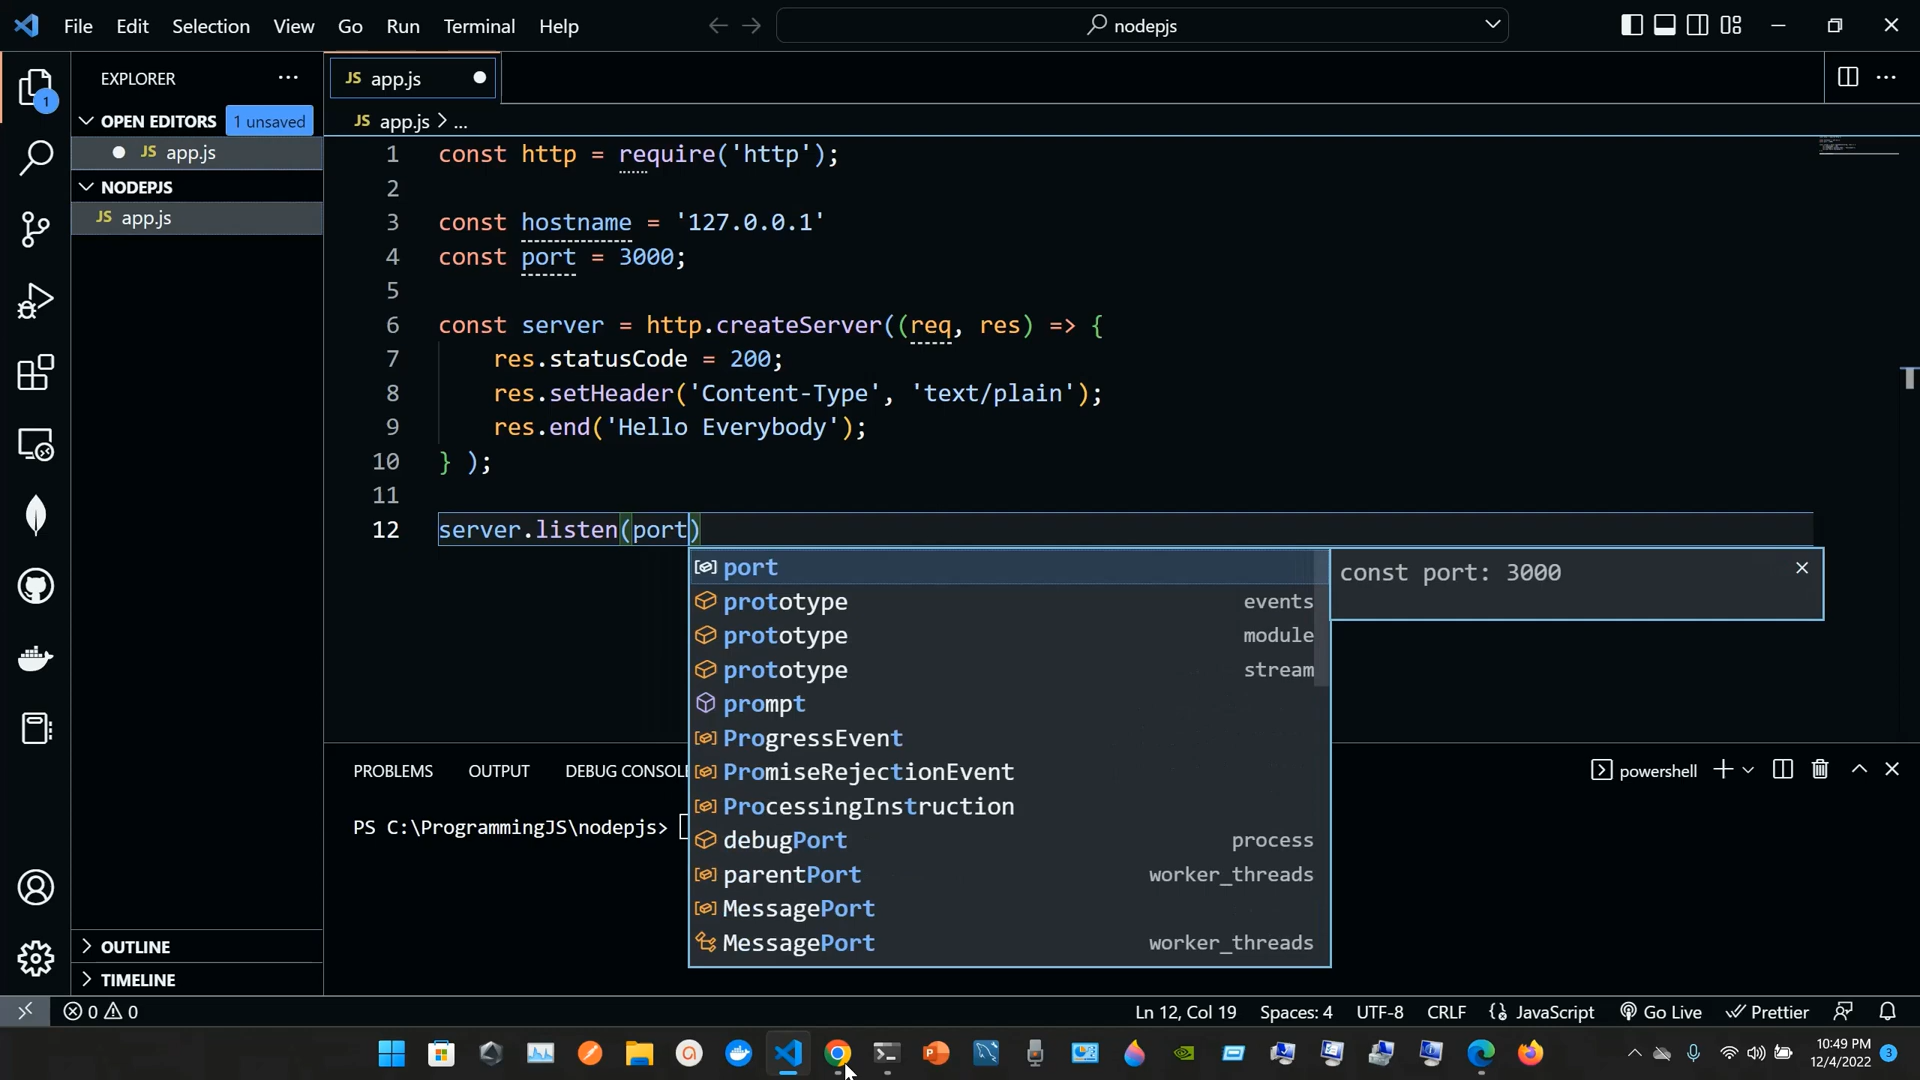 File Edit Selection View Go Run Terminal Help
nodepjs
EXPLORER
JS app.js
OPEN EDITORS 1 unsaved
JS app.js
NODEPJS
JS app.js
JS app.js > ...
1 const http = require('http');
2
3 const hostname = '127.0.0.1'
4 const port = 3000;
5
6 const server = http.createServer((req, res) => {
7 res.statusCode = 200;
8 res.setHeader('Content-Type', 'text/plain');
9 res.end('Hello Everybody');
10 } );
11
12 server.listen(port)
port
const port: 3000
prototype events
prototype module
prototype stream
prompt
ProgressEvent
PromiseRejectionEvent
ProcessingInstruction
debugPort process
parentPort worker_threads
MessagePort
MessagePort worker_threads
PROBLEMS OUTPUT DEBUG CONSOL
powershell
PS C:\ProgrammingJS\nodepjs>
OUTLINE
TIMELINE
0 0
Ln 12, Col 19 Spaces: 4 UTF-8 CRLF JavaScript Go Live Prettier
10:49 PM
12/4/2022
3
1